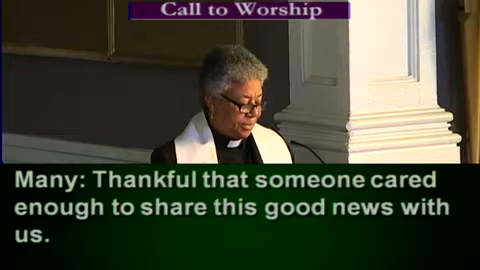 Call to Worship
Many: Thankful that someone cared
enough to share this good news with
us.